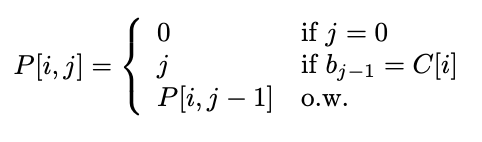 0 if j = 0
P[i, j] = { j if b_{j−1} = C[i]
P[i, j − 1] o.w.